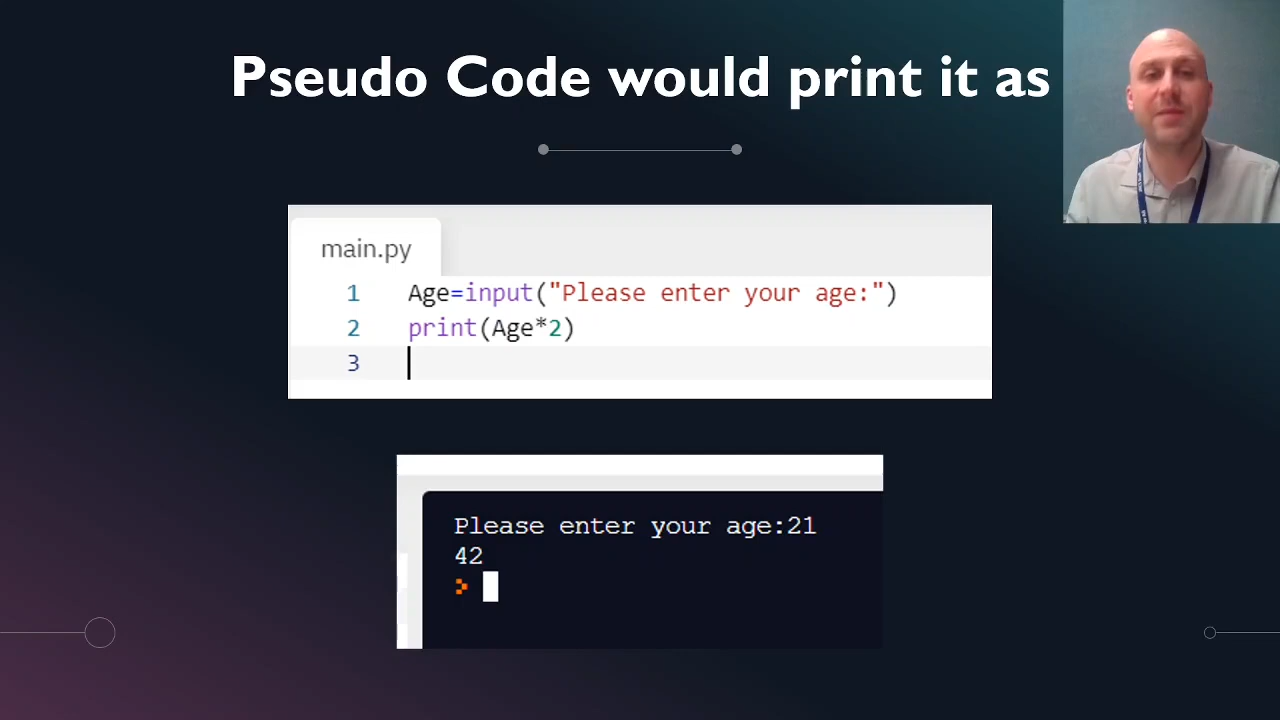 Pseudo Code would print it as
main.py
1 Age=input("Please enter your age:")
2 print(Age*2)
3
Please enter your age:21
42
>